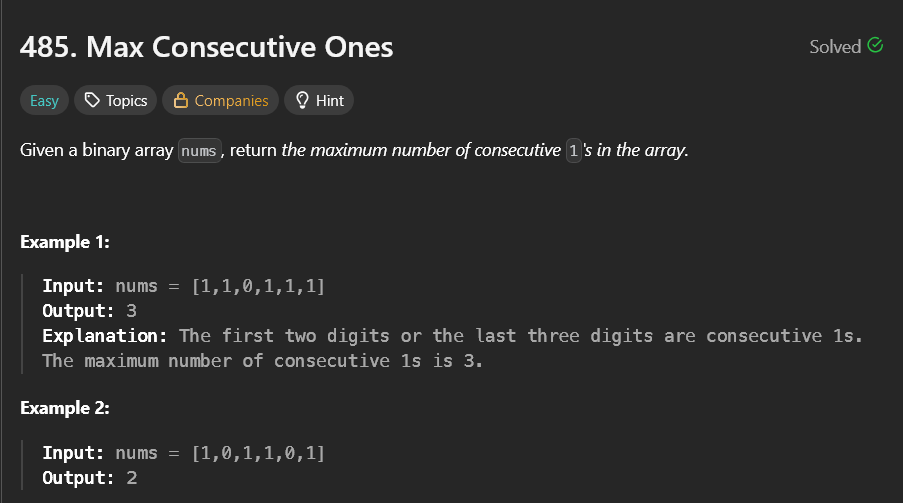 485. Max Consecutive Ones
Solved
Easy Topics Companies Hint
Given a binary array nums, return the maximum number of consecutive 1's in the array.
Example 1:
Input: nums = [1,1,0,1,1,1]
Output: 3
Explanation: The first two digits or the last three digits are consecutive 1s.
The maximum number of consecutive 1s is 3.
Example 2:
Input: nums = [1,0,1,1,0,1]
Output: 2